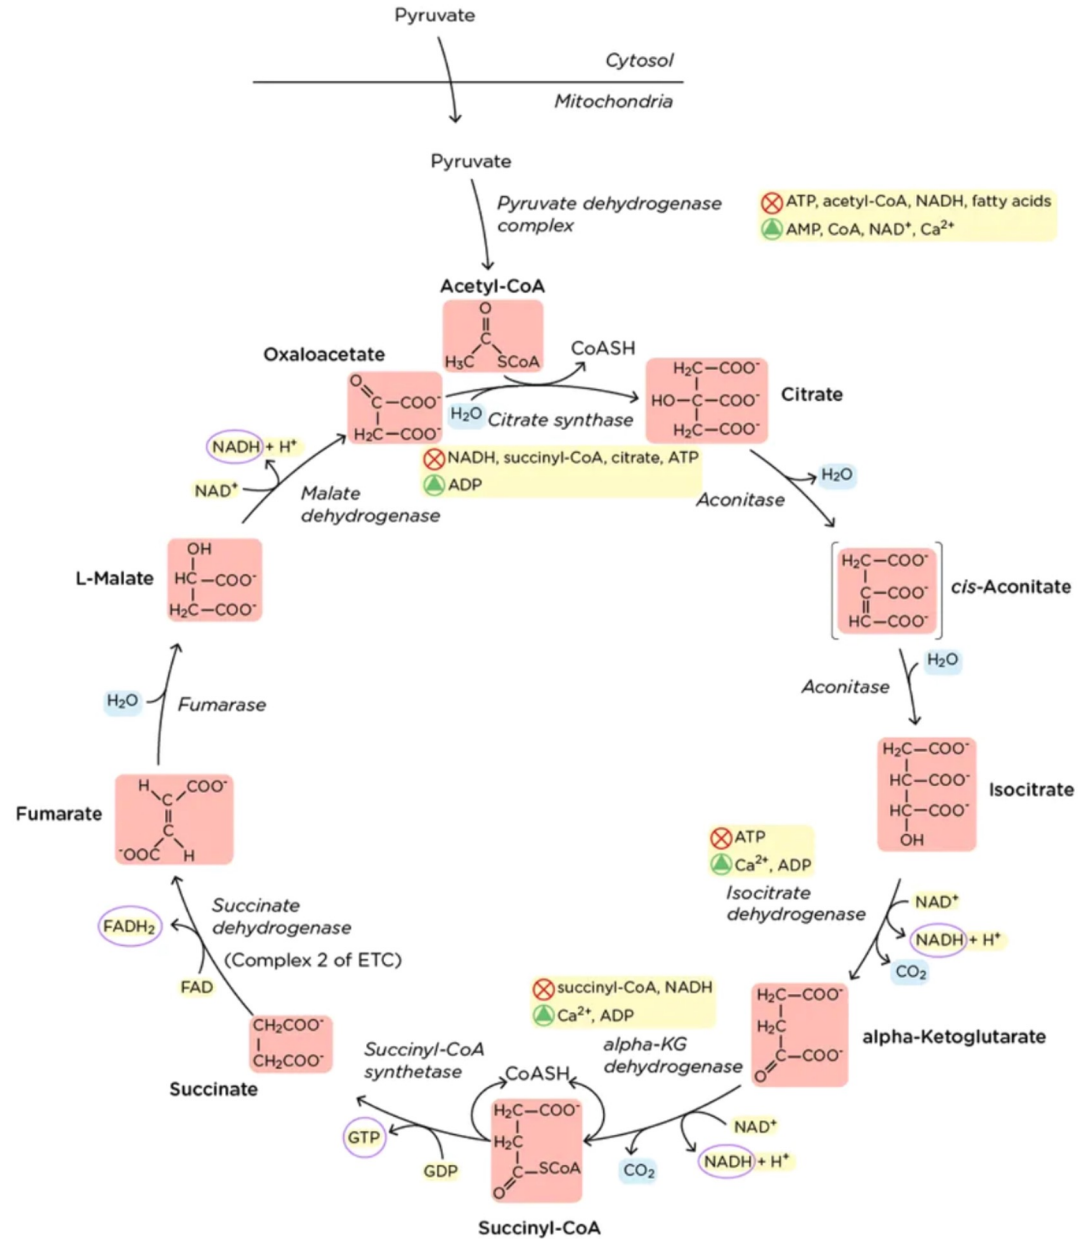 Pyruvate
Cytosol
Mitochondria
Pyruvate
Pyruvate dehydrogenase
complex
ATP, acetyl-CoA, NADH, fatty acids
AMP, CoA, NAD⁺, Ca²⁺
Acetyl-CoA
O
C
H₃C
SCoA
CoASH
Oxaloacetate
O
C—COO⁻
H₂C—COO⁻
H₂O
Citrate synthase
NADH, succinyl-CoA, citrate, ATP
ADP
H₂C—COO⁻
HO—C—COO⁻
H₂C—COO⁻
Citrate
H₂O
Aconitase
H₂C—COO⁻
C—COO⁻
HC—COO⁻
cis-Aconitate
H₂O
Aconitase
H₂C—COO⁻
HC—COO⁻
HC—COO⁻
OH
Isocitrate
ATP
Ca²⁺, ADP
Isocitrate
dehydrogenase
NAD⁺
NADH + H⁺
CO₂
H₂C—COO⁻
H₂C
C—COO⁻
O
alpha-Ketoglutarate
succinyl-CoA, NADH
Ca²⁺, ADP
alpha-KG
dehydrogenase
NAD⁺
NADH + H⁺
CO₂
CoASH
H₂C—COO⁻
H₂C
C—SCoA
O
Succinyl-CoA
Succinyl-CoA
synthetase
GTP
GDP
CH₂COO⁻
CH₂COO⁻
Succinate
Succinate
dehydrogenase
(Complex 2 of ETC)
FADH₂
FAD
H
COO⁻
C
C
⁻OOC
H
Fumarate
H₂O
Fumarase
OH
HC—COO⁻
H₂C—COO⁻
L-Malate
NADH + H⁺
NAD⁺
Malate
dehydrogenase